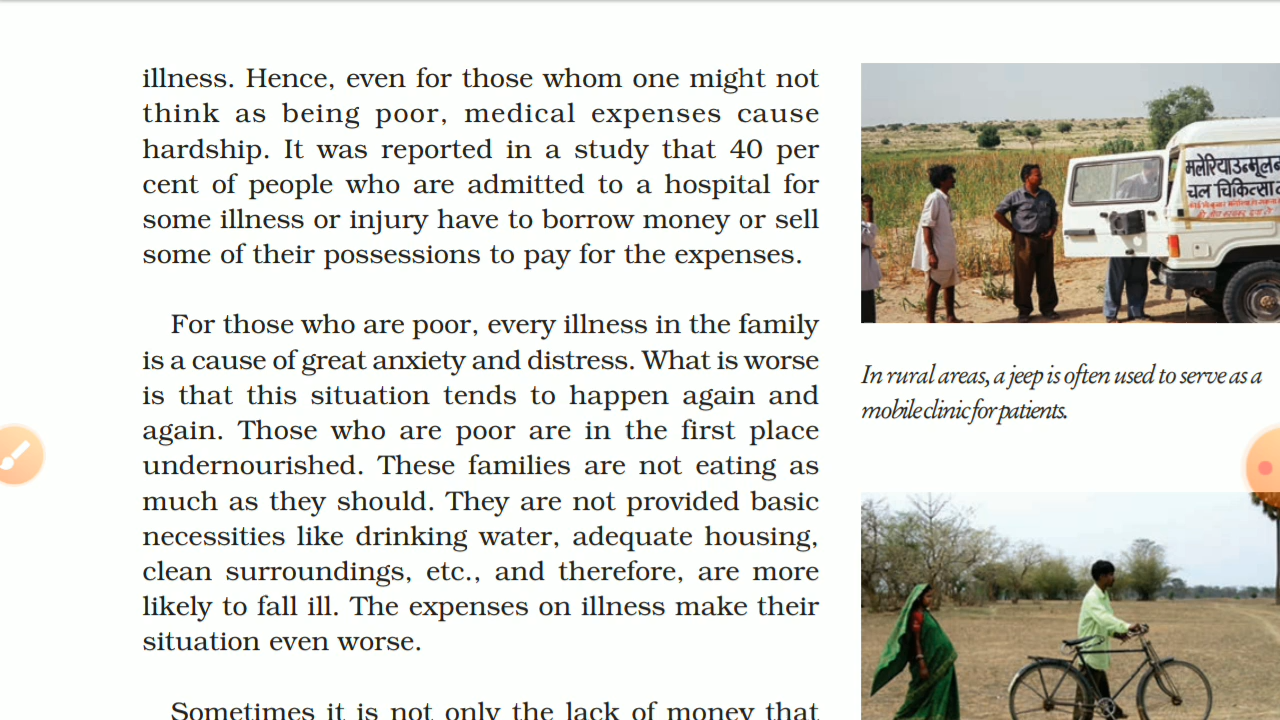 illness. Hence, even for those whom one might not
think as being poor, medical expenses cause
hardship. It was reported in a study that 40 per
cent of people who are admitted to a hospital for
some illness or injury have to borrow money or sell
some of their possessions to pay for the expenses.
For those who are poor, every illness in the family
is a cause of great anxiety and distress. What is worse
is that this situation tends to happen again and
again. Those who are poor are in the first place
undernourished. These families are not eating as
much as they should. They are not provided basic
necessities like drinking water, adequate housing,
clean surroundings, etc., and therefore, are more
likely to fall ill. The expenses on illness make their
situation even worse.
Sometimes it is not only the lack of money that
मलेरिया उन्मूलन
चल चिकित्सा
In rural areas, a jeep is often used to serve as a
mobile clinic for patients.